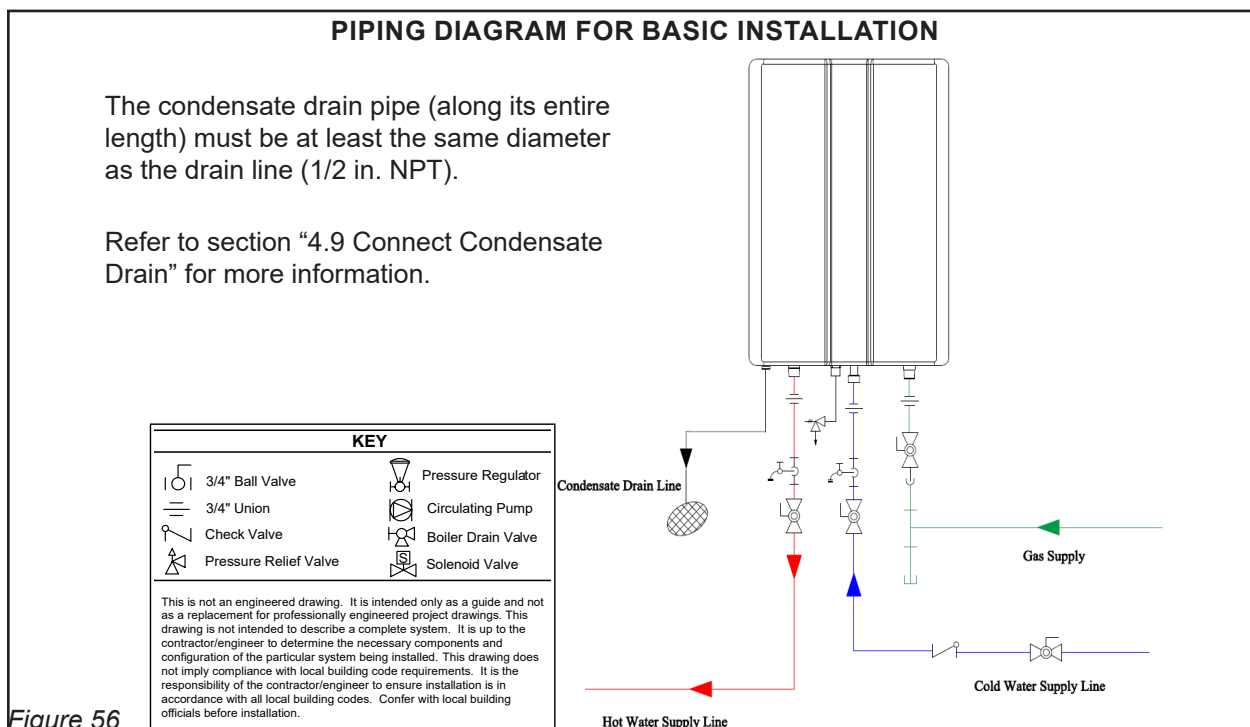 PIPING DIAGRAM FOR BASIC INSTALLATION
The condensate drain pipe (along its entire
length) must be at least the same diameter
as the drain line (1/2 in. NPT).
Refer to section “4.9 Connect Condensate
Drain” for more information.
KEY
3/4" Ball Valve
3/4" Union
Check Valve
Pressure Relief Valve
Pressure Regulator
Circulating Pump
Boiler Drain Valve
S
Solenoid Valve
This is not an engineered drawing. It is intended only as a guide and not
as a replacement for professionally engineered project drawings. This
drawing is not intended to describe a complete system. It is up to the
contractor/engineer to determine the necessary components and
configuration of the particular system being installed. This drawing does
not imply compliance with local building code requirements. It is the
responsibility of the contractor/engineer to ensure installation is in
accordance with all local building codes. Confer with local building
officials before installation.
Condensate Drain Line
Gas Supply
Cold Water Supply Line
Hot Water Supply Line
Figure 56